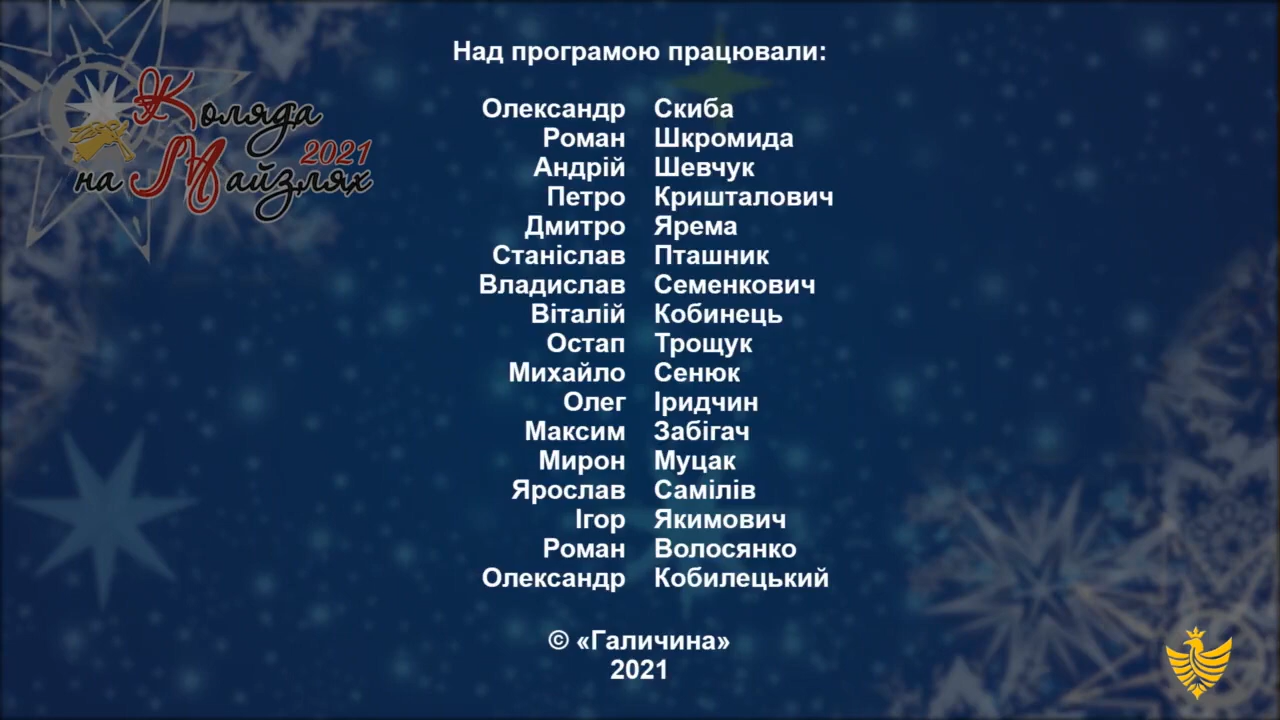 Коляда
2021
на Майзлях
Над програмою працювали:
Олександр Скиба
Роман Шкромида
Андрій Шевчук
Петро Кришталович
Дмитро Ярема
Станіслав Пташник
Владислав Семенкович
Віталій Кобинець
Остап Трощук
Михайло Сенюк
Олег Іридчин
Максим Забігач
Мирон Муцак
Ярослав Самілів
Ігор Якимович
Роман Волосянко
Олександр Кобилецький
© «Галичина»
2021